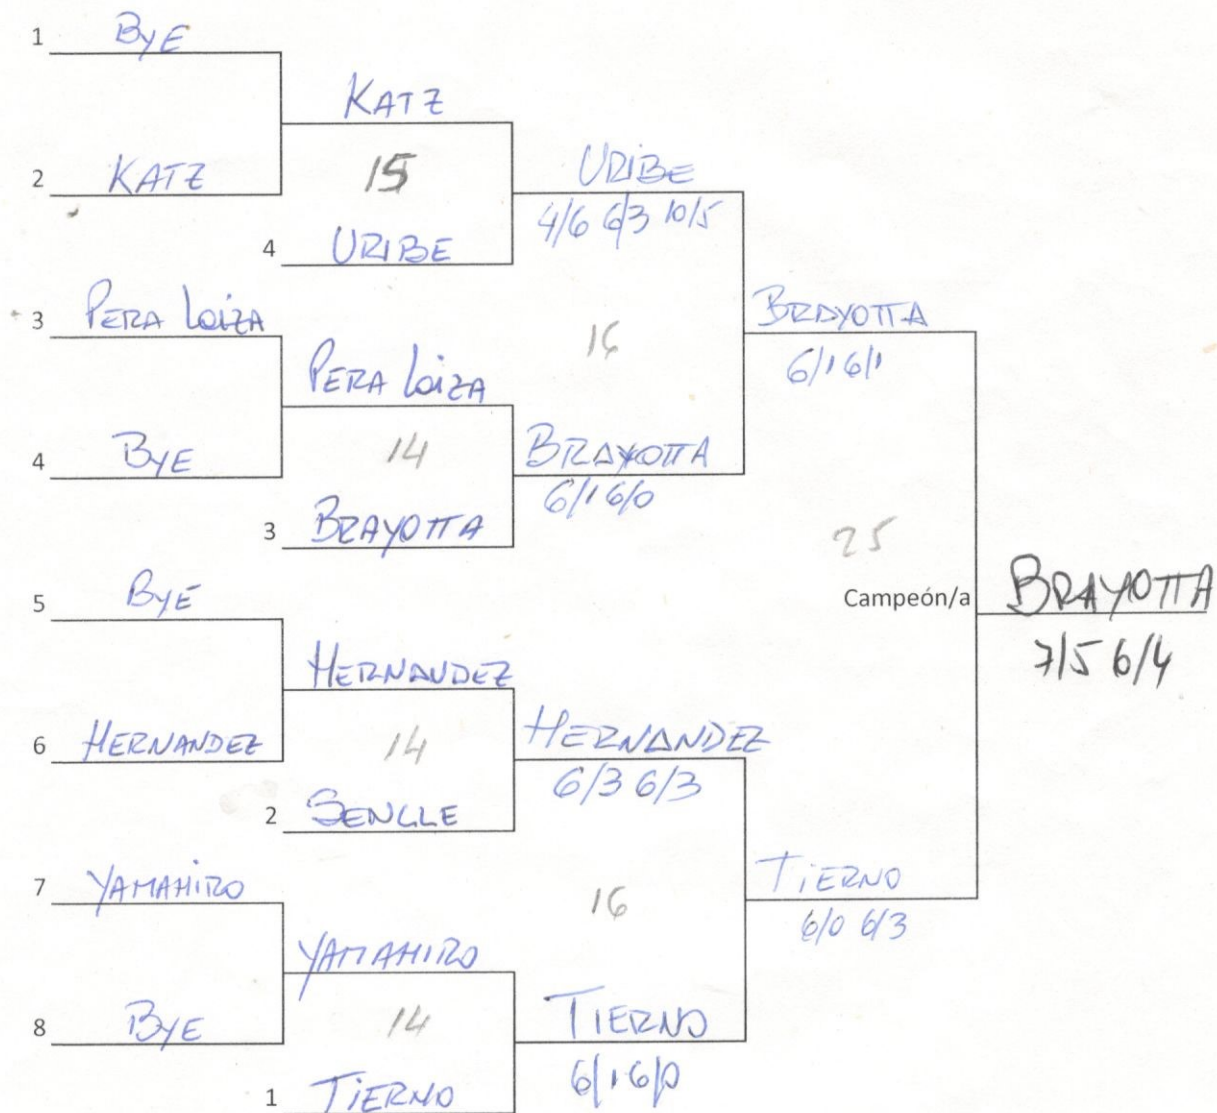 1 BYE
KATZ
2 KATZ
15
URIBE
4/6 6/3 10/5
4 URIBE
3 PERA LOIZA
BRAYOTTA
6/1 6/1
16
PERA LOIZA
4 BYE
14
BRAYOTTA
6/1 6/0
3 BRAYOTTA
25
5 BYE
Campeón/a BRAYOTTA
7/5 6/4
HERNANDEZ
6 HERNANDEZ
14
HERNANDEZ
6/3 6/3
2 SENGLE
7 YAMAHIRO
TIERNO
6/0 6/3
16
YAMAHIRO
8 BYE
14
TIERNO
6/1 6/0
1 TIERNO